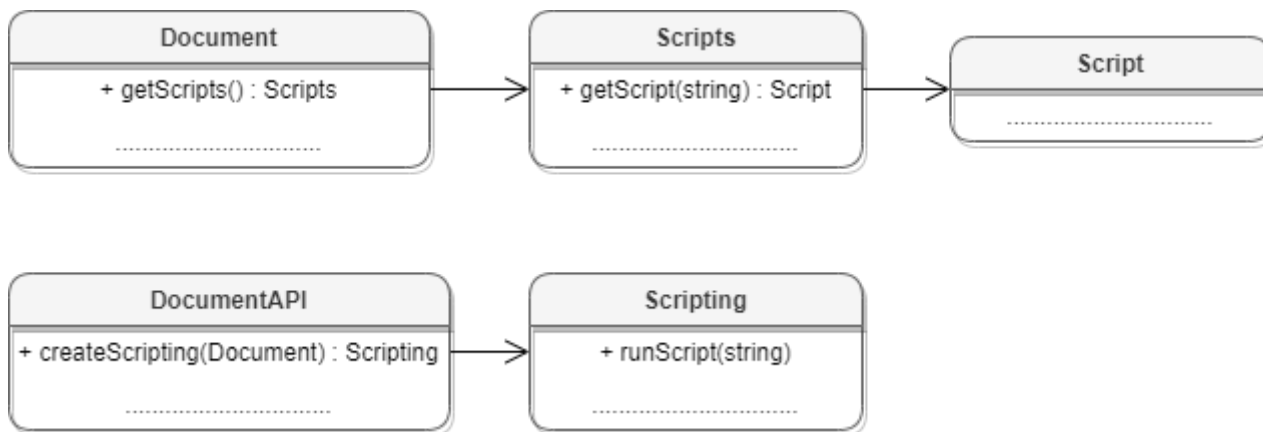 Document
+ getScripts() : Scripts
................................
Scripts
+ getScript(string) : Script
................................
Script
................................
DocumentAPI
+ createScripting(Document) : Scripting
................................
Scripting
+ runScript(string)
................................